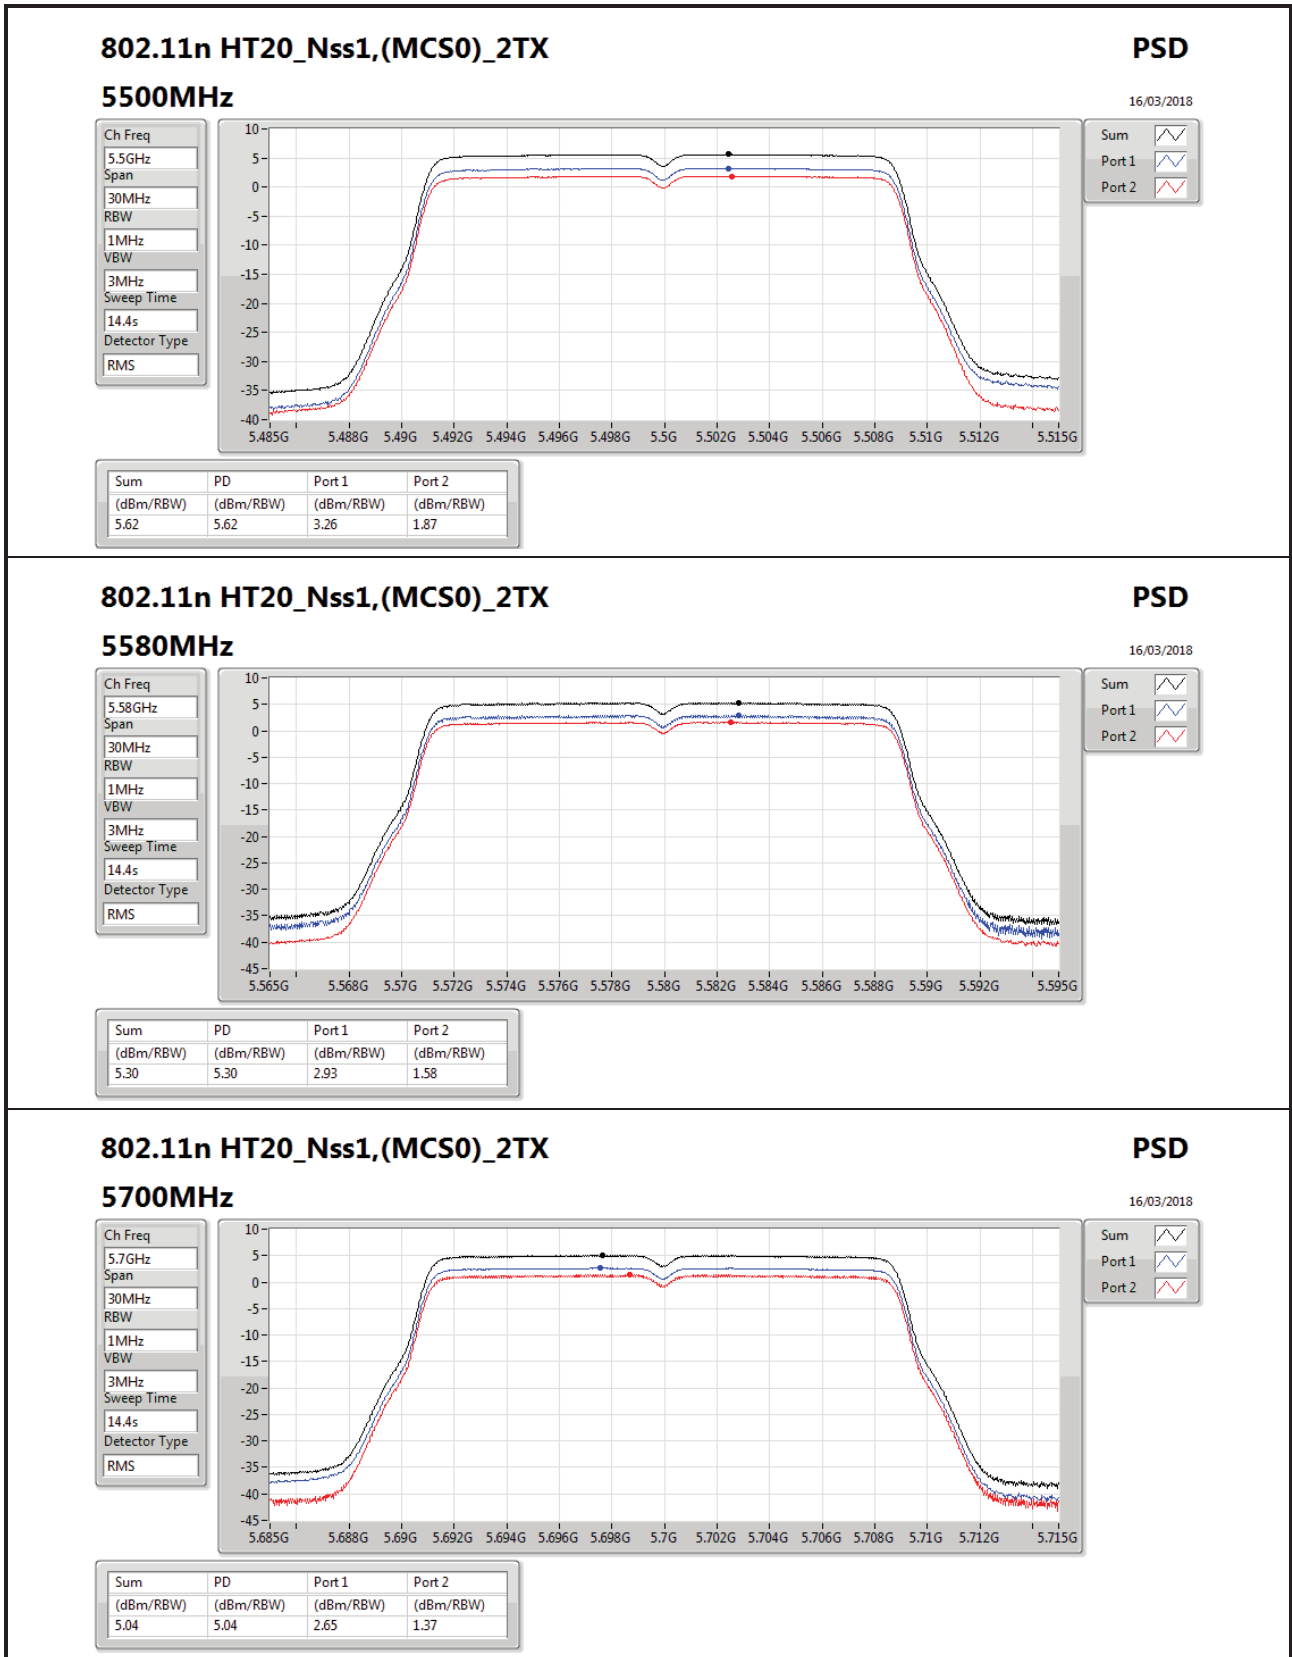 802.11n HT20_Nss1,(MCS0)_2TX PSD
5500MHz 16/03/2018
Ch Freq
5.5GHz
Span
30MHz
RBW
1MHz
VBW
3MHz
Sweep Time
14.4s
Detector Type
RMS
10
5
0
-5
-10
-15
-20
-25
-30
-35
-40
5.485G 5.488G 5.49G 5.492G 5.494G 5.496G 5.498G 5.5G 5.502G 5.504G 5.506G 5.508G 5.51G 5.512G 5.515G
Sum
Port 1
Port 2
Sum PD Port 1 Port 2
(dBm/RBW) (dBm/RBW) (dBm/RBW) (dBm/RBW)
5.62 5.62 3.26 1.87
802.11n HT20_Nss1,(MCS0)_2TX PSD
5580MHz 16/03/2018
Ch Freq
5.58GHz
Span
30MHz
RBW
1MHz
VBW
3MHz
Sweep Time
14.4s
Detector Type
RMS
10
5
0
-5
-10
-15
-20
-25
-30
-35
-40
-45
5.565G 5.568G 5.57G 5.572G 5.574G 5.576G 5.578G 5.58G 5.582G 5.584G 5.586G 5.588G 5.59G 5.592G 5.595G
Sum
Port 1
Port 2
Sum PD Port 1 Port 2
(dBm/RBW) (dBm/RBW) (dBm/RBW) (dBm/RBW)
5.30 5.30 2.93 1.58
802.11n HT20_Nss1,(MCS0)_2TX PSD
5700MHz 16/03/2018
Ch Freq
5.7GHz
Span
30MHz
RBW
1MHz
VBW
3MHz
Sweep Time
14.4s
Detector Type
RMS
10
5
0
-5
-10
-15
-20
-25
-30
-35
-40
-45
5.685G 5.688G 5.69G 5.692G 5.694G 5.696G 5.698G 5.7G 5.702G 5.704G 5.706G 5.708G 5.71G 5.712G 5.715G
Sum
Port 1
Port 2
Sum PD Port 1 Port 2
(dBm/RBW) (dBm/RBW) (dBm/RBW) (dBm/RBW)
5.04 5.04 2.65 1.37